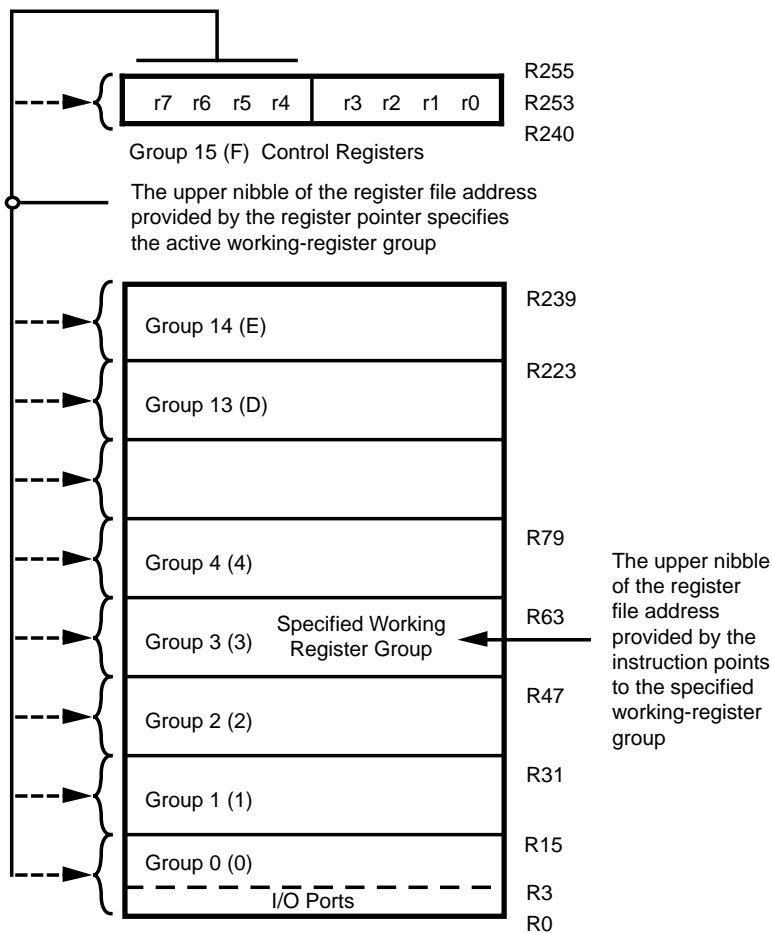 R255
r7 r6 r5 r4 r3 r2 r1 r0
R253
R240
Group 15 (F) Control Registers
The upper nibble of the register file address
provided by the register pointer specifies
the active working-register group
R239
Group 14 (E)
R223
Group 13 (D)
R79
Group 4 (4)
R63
Group 3 (3)
Specified Working
Register Group
The upper nibble
of the register
file address
provided by the
instruction points
to the specified
working-register
group
R47
Group 2 (2)
R31
Group 1 (1)
R15
Group 0 (0)
R3
I/O Ports
R0